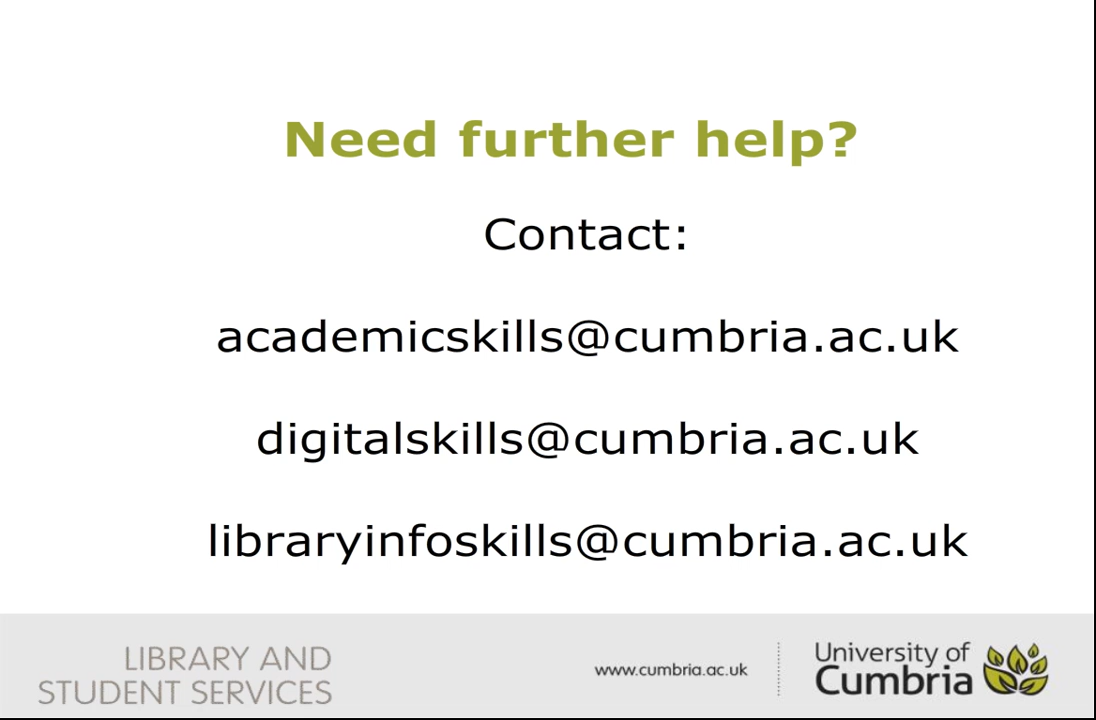 Need further help?
Contact:
academicskills@cumbria.ac.uk
digitalskills@cumbria.ac.uk
libraryinfoskills@cumbria.ac.uk
LIBRARY AND
STUDENT SERVICES
www.cumbria.ac.uk
University of
Cumbria